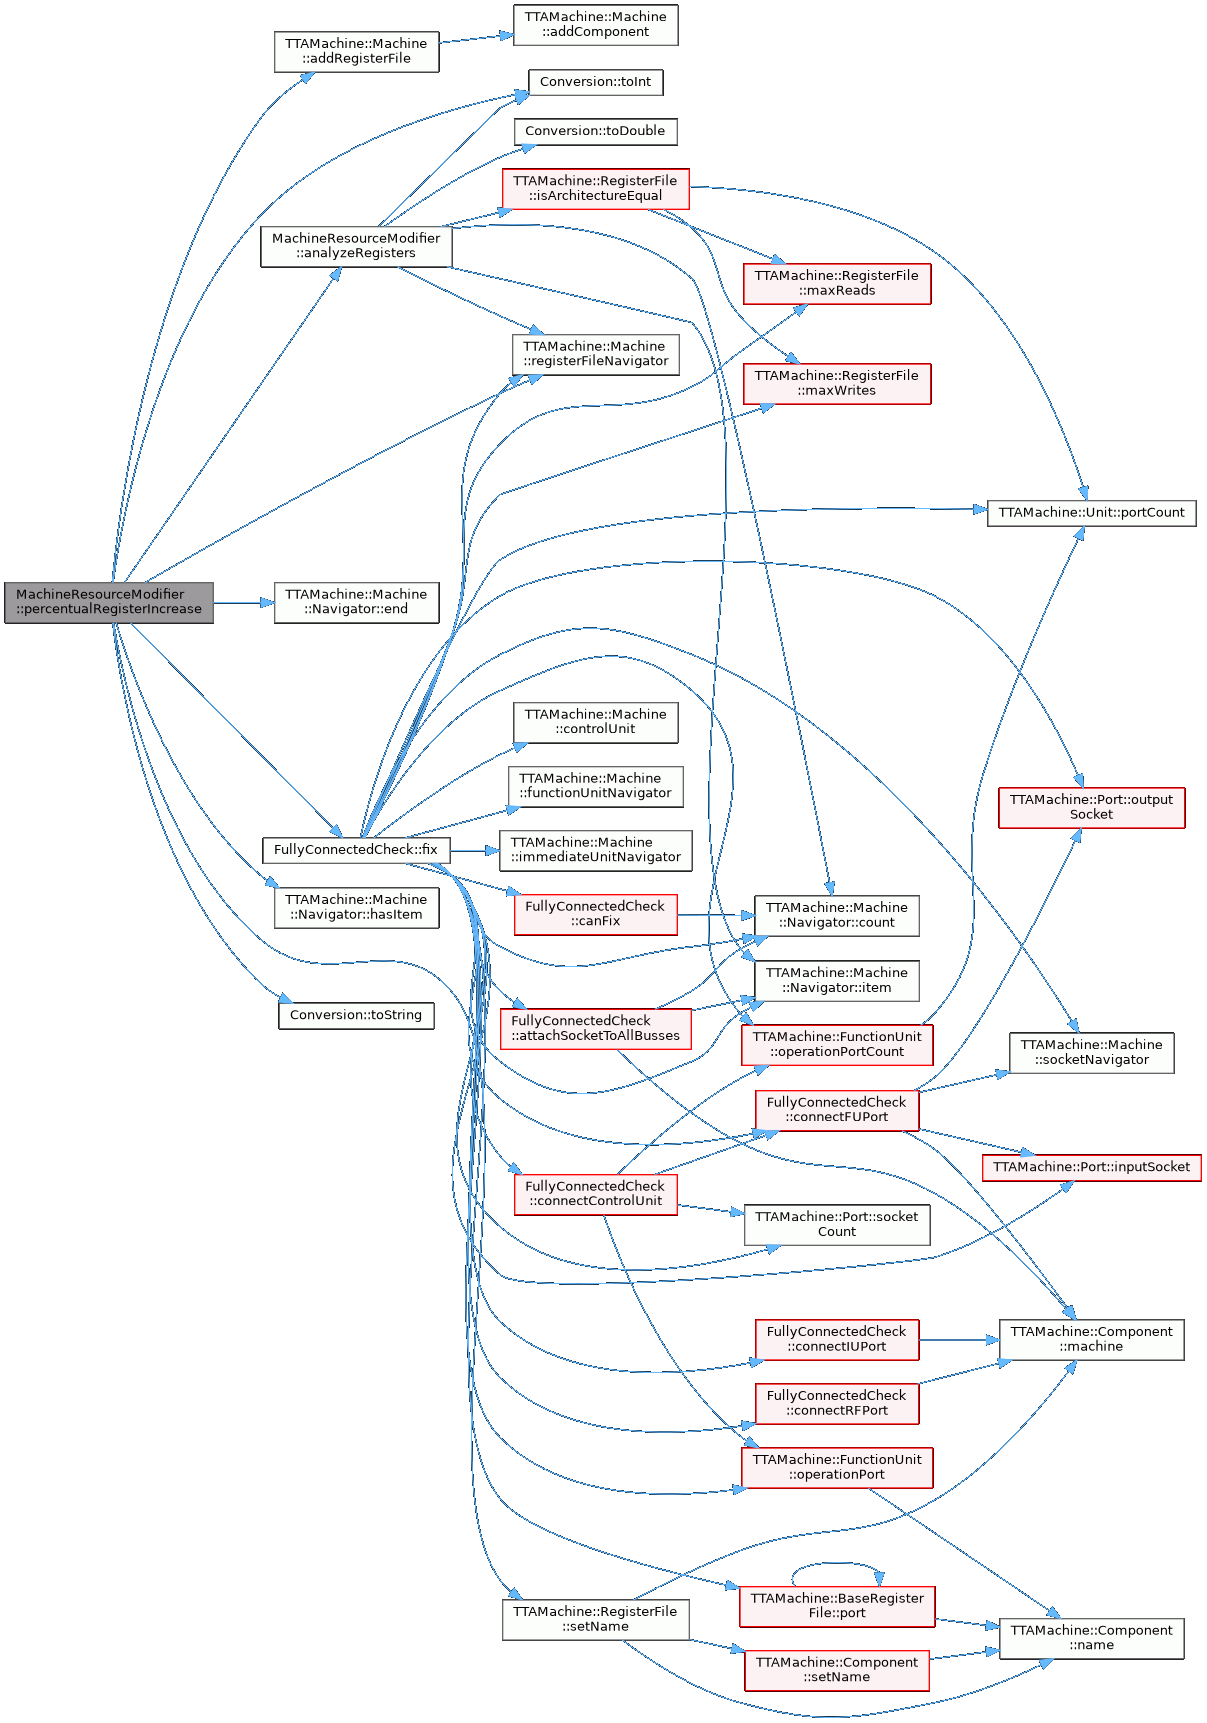 TTAMachine::Machine
::addComponent
TTAMachine::Machine
::addRegisterFile
Conversion::toInt
Conversion::toDouble
TTAMachine::RegisterFile
::isArchitectureEqual
MachineResourceModifier
::analyzeRegisters
TTAMachine::RegisterFile
::maxReads
TTAMachine::Machine
::registerFileNavigator
TTAMachine::RegisterFile
::maxWrites
TTAMachine::Unit::portCount
MachineResourceModifier
::percentualRegisterIncrease
TTAMachine::Machine
::Navigator::end
TTAMachine::Machine
::controlUnit
TTAMachine::Machine
::functionUnitNavigator
TTAMachine::Port::output
Socket
FullyConnectedCheck::fix
TTAMachine::Machine
::immediateUnitNavigator
TTAMachine::Machine
::Navigator::hasItem
FullyConnectedCheck
::canFix
TTAMachine::Machine
::Navigator::count
TTAMachine::Machine
::Navigator::item
Conversion::toString
FullyConnectedCheck
::attachSocketToAllBusses
TTAMachine::FunctionUnit
::operationPortCount
TTAMachine::Machine
::socketNavigator
FullyConnectedCheck
::connectFUPort
TTAMachine::Port::inputSocket
FullyConnectedCheck
::connectControlUnit
TTAMachine::Port::socket
Count
FullyConnectedCheck
::connectIUPort
TTAMachine::Component
::machine
FullyConnectedCheck
::connectRFPort
TTAMachine::FunctionUnit
::operationPort
TTAMachine::BaseRegister
File::port
TTAMachine::RegisterFile
::setName
TTAMachine::Component
::name
TTAMachine::Component
::setName